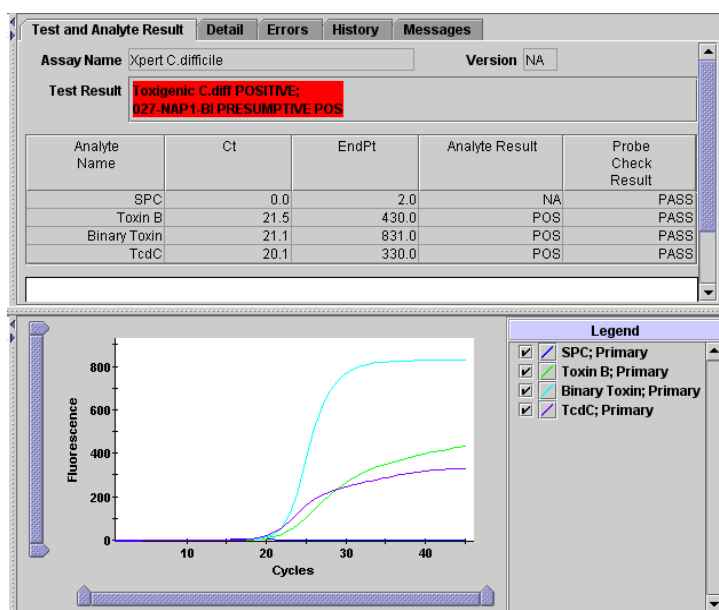 Test and Analyte Result Detail Errors History Messages
Assay Name Xpert C.difficile Version NA
Test Result Toxigenic C.diff POSITIVE;
027-NAP1-BI PRESUMPTIVE POS
Analyte Name Ct EndPt Analyte Result Probe Check Result
SPC 0.0 2.0 NA PASS
Toxin B 21.5 430.0 POS PASS
Binary Toxin 21.1 831.0 POS PASS
TcdC 20.1 330.0 POS PASS
Legend
SPC; Primary
Toxin B; Primary
Binary Toxin; Primary
TcdC; Primary
Fluorescence
800
600
400
200
0
10 20 30 40
Cycles